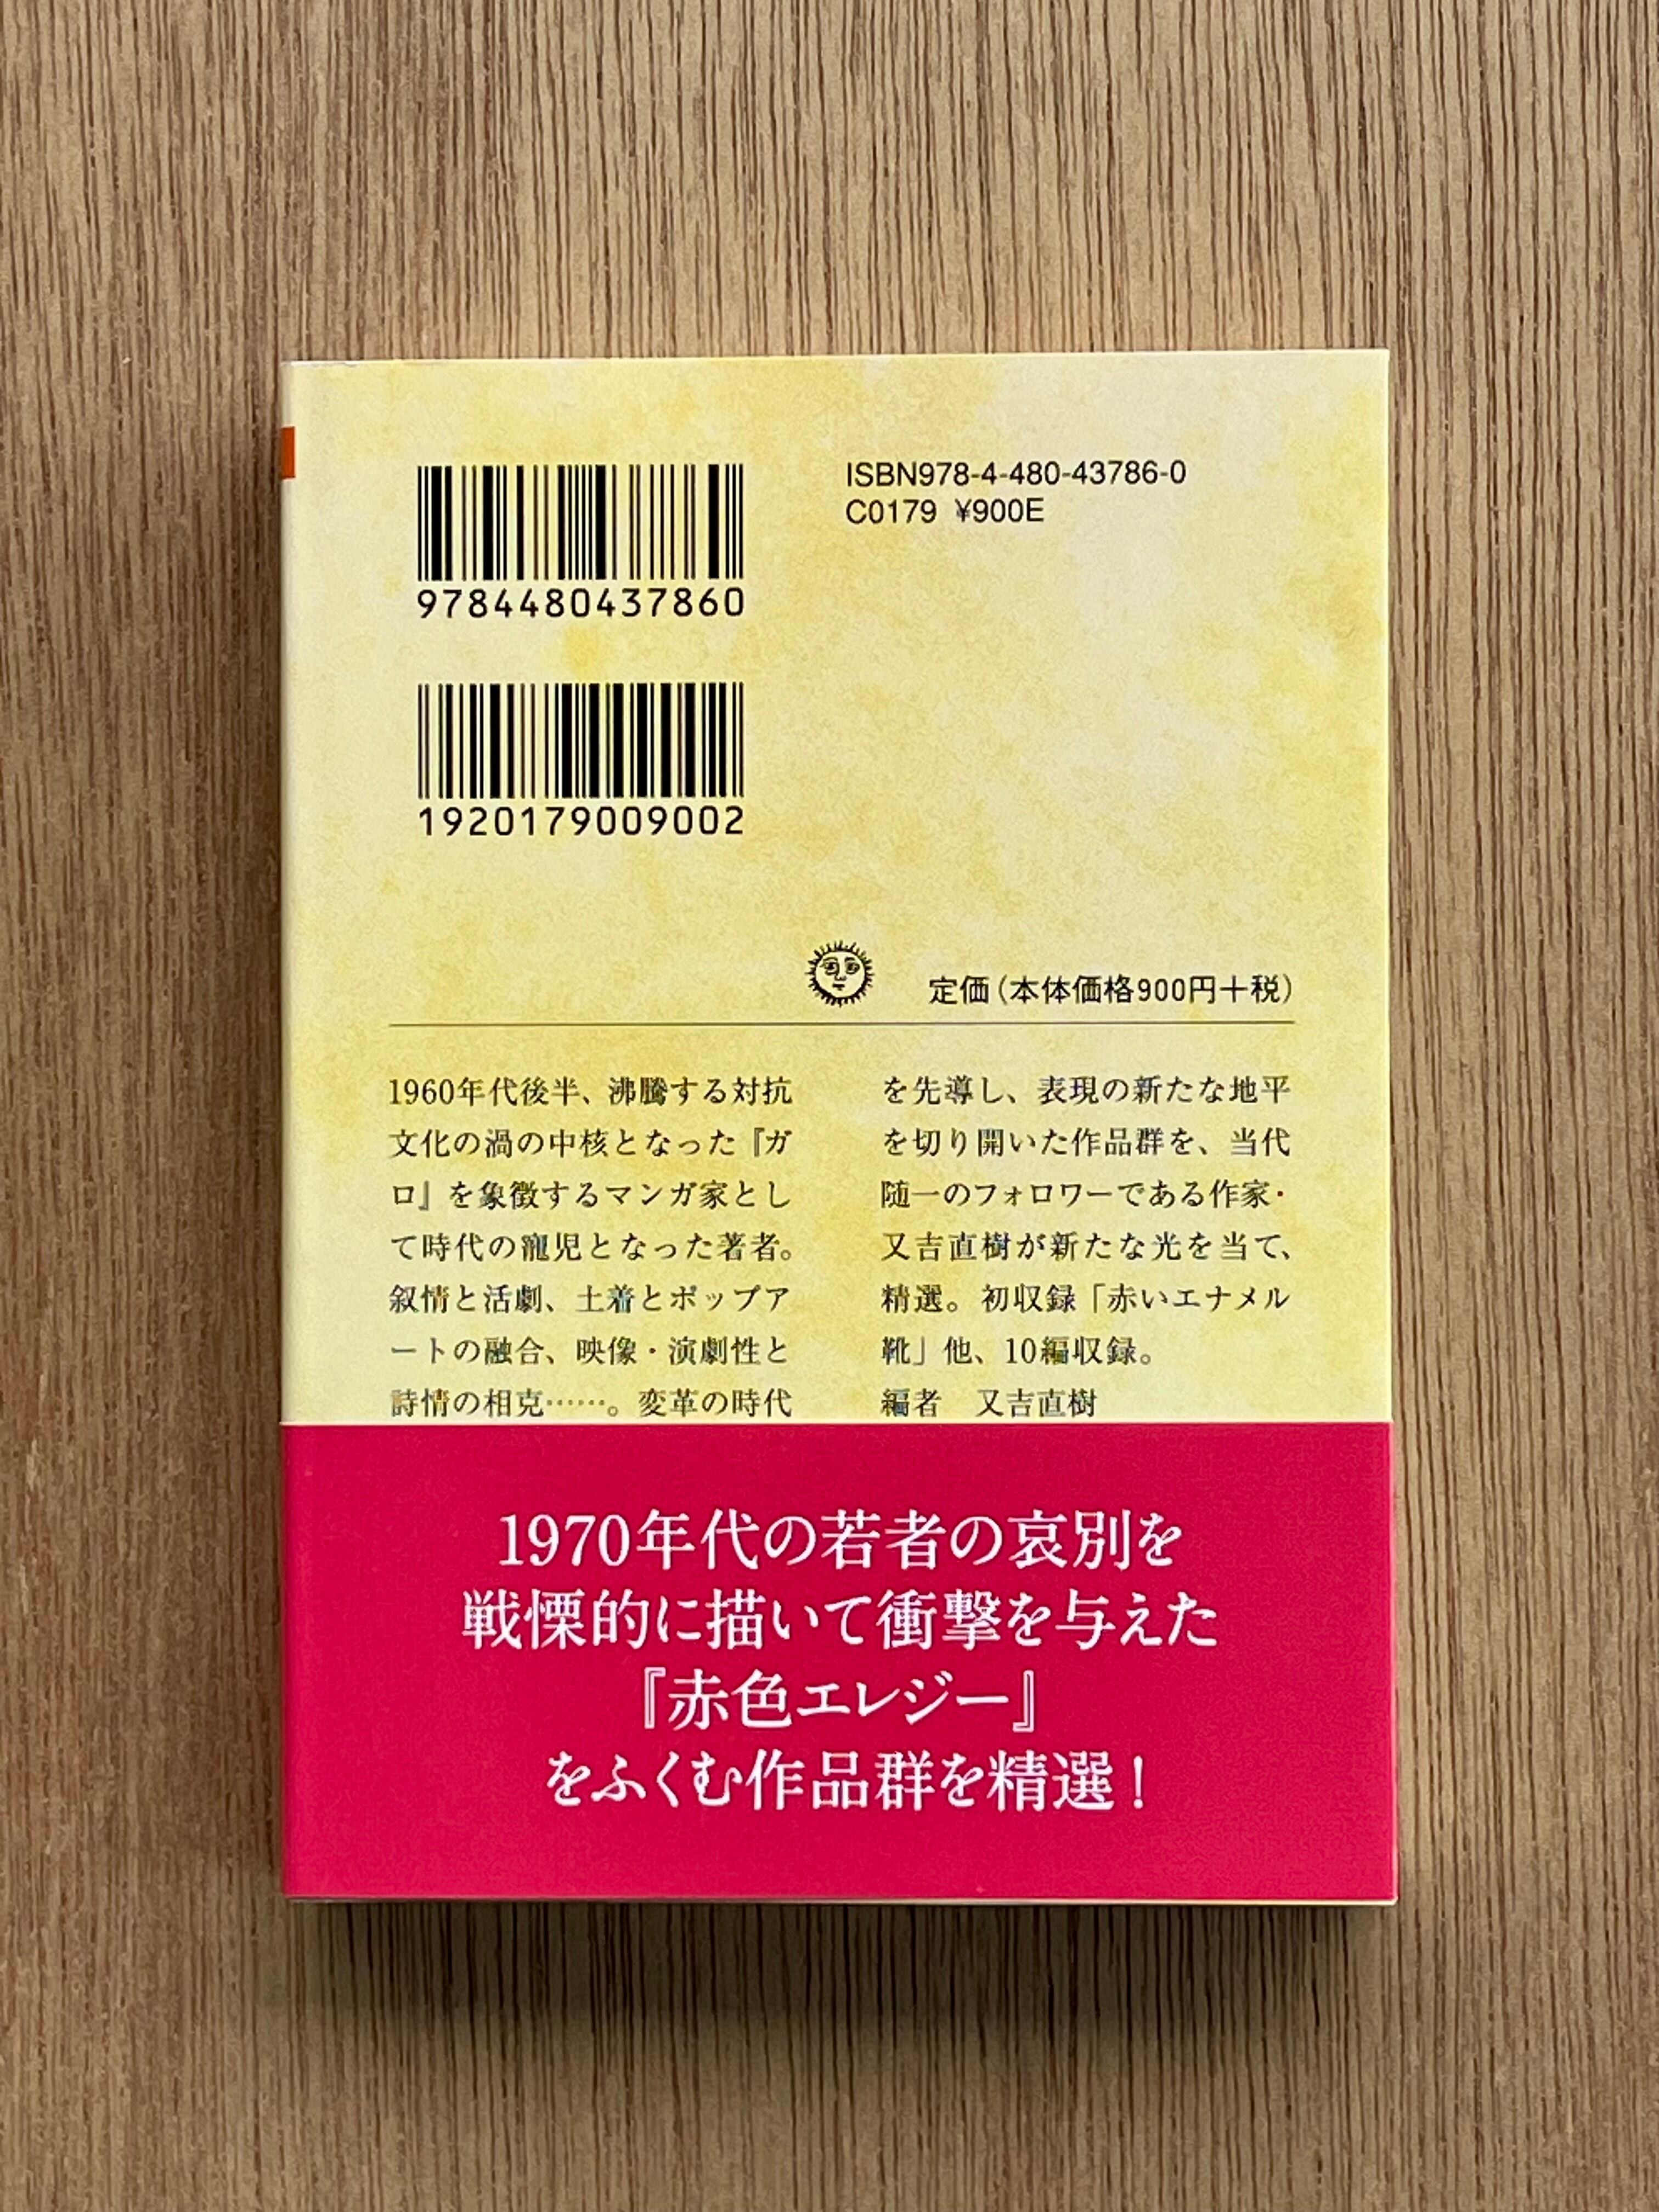 ISBN978-4-480-43786-0
C0179 ¥900E
9784480437860
1920179009002
定価(本体価格900円+税)
1960年代後半、沸騰する対抗
文化の渦の中核となった『ガ
ロ』を象徴するマンガ家とし
て時代の寵児となった著者。
叙情と活劇、土着とポップア
ートの融合、映像・演劇性と
詩情の相克……。変革の時代
を先導し、表現の新たな地平
を切り開いた作品群を、当代
随一のフォロワーである作家・
又吉直樹が新たな光を当て、
精選。初収録「赤いエナメル
靴」他、10編収録。
編者 又吉直樹
1970年代の若者の哀別を
戦慄的に描いて衝撃を与えた
『赤色エレジー』
をふくむ作品群を精選!